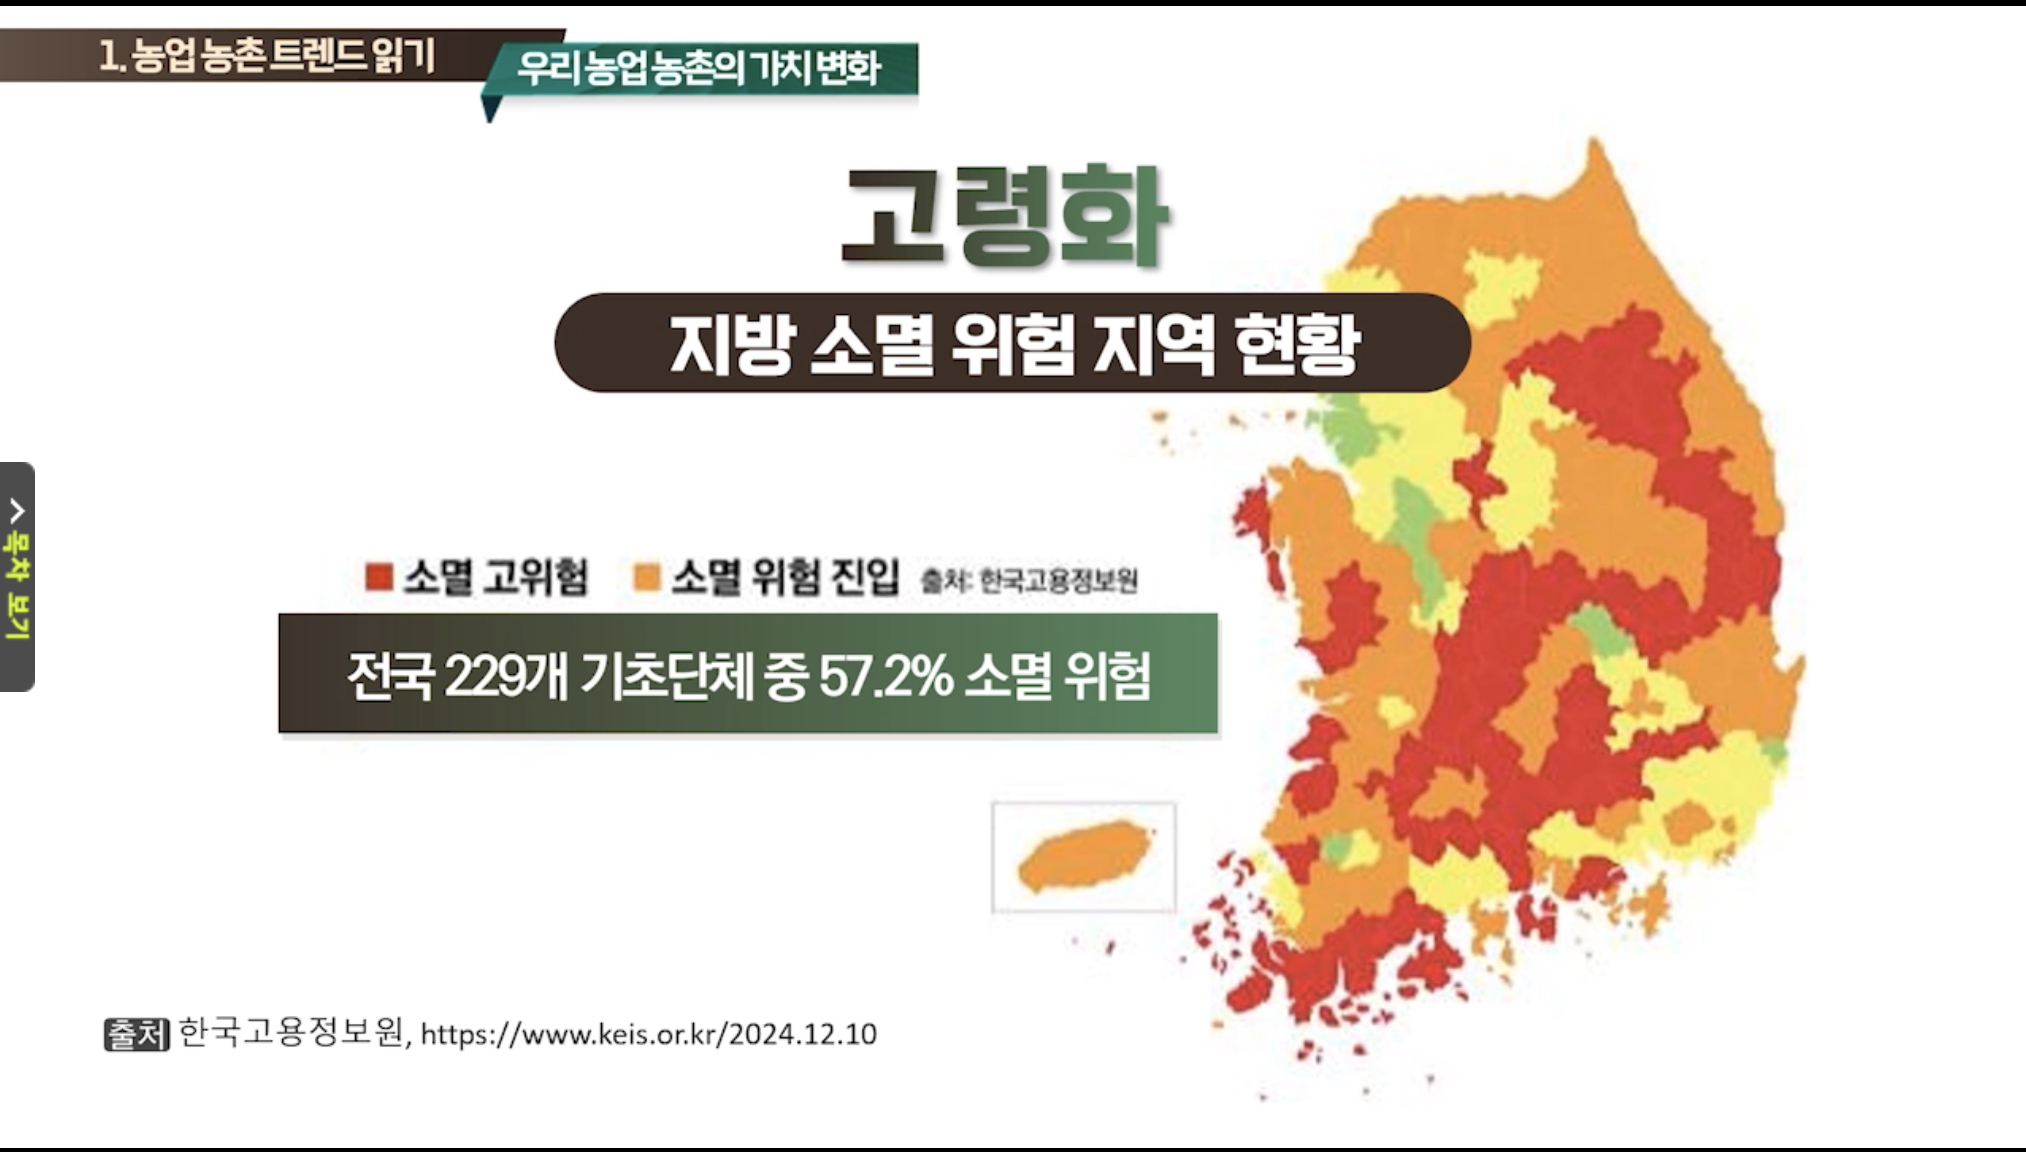 1. 농업 농촌 트렌드 읽기
우리 농업 농촌의 가치 변화
고령화
지방 소멸 위험 지역 현황
소멸 고위험 소멸 위험 진입 출처: 한국고용정보원
전국 229개 기초단체 중 57.2% 소멸 위험
목차 보기
출처 한국고용정보원, https://www.keis.or.kr/2024.12.10